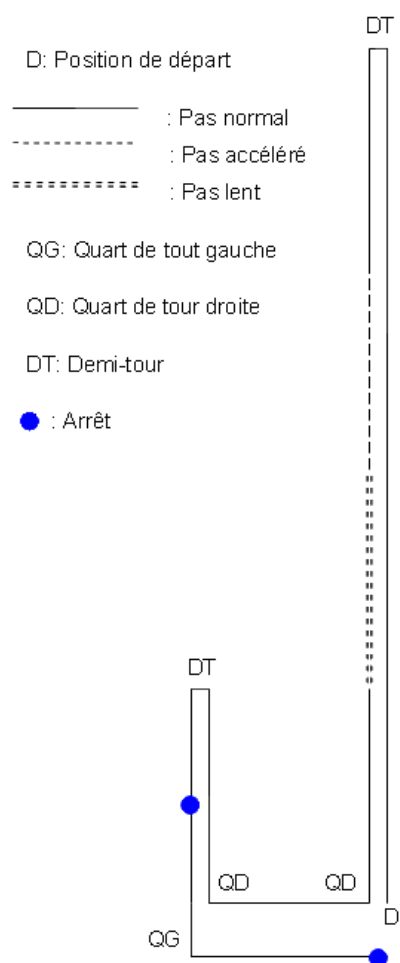 DT
D: Position de départ
: Pas normal
: Pas accéléré
: Pas lent
QG: Quart de tout gauche
QD: Quart de tour droite
DT: Demi-tour
: Arrêt
DT
QD QD
D
QG